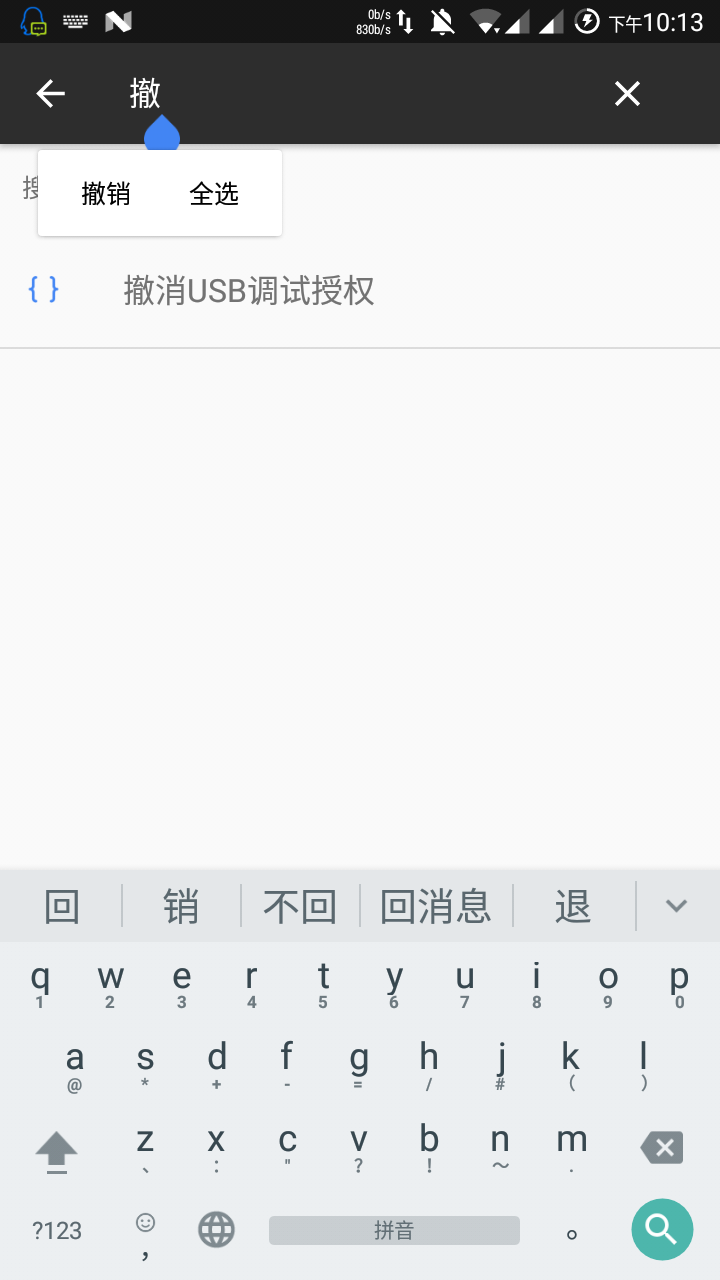 0b/s
830b/s
下午10:13
撤
撤销 全选
撤消USB调试授权
回 销 不回 回消息 退
q w e r t y u i o p
1 2 3 4 5 6 7 8 9 0
a s d f g h j k l
@ * + - = / # ( )
z x c v b n m
、 : " ? ! ～ .
?123 , 拼音 。